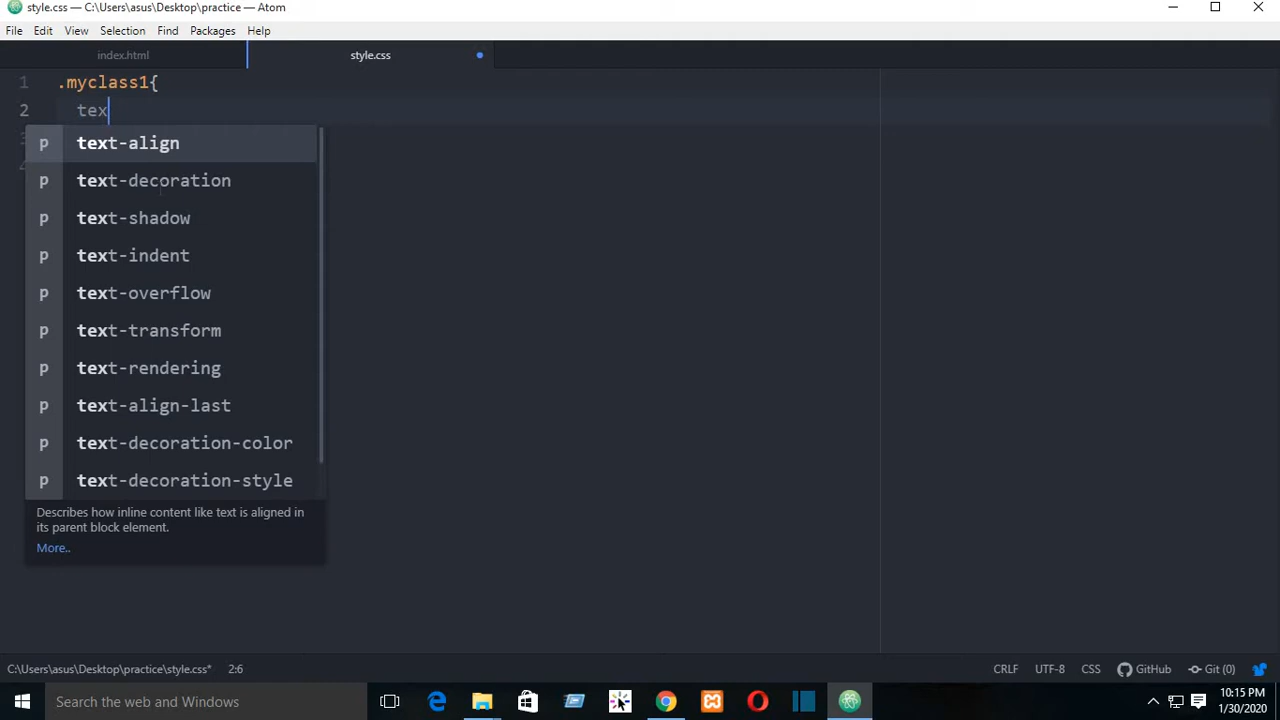 style.css — C:\Users\asus\Desktop\practice — Atom
File Edit View Selection Find Packages Help
index.html style.css
1 .myclass1{
2 tex
p text-align
p text-decoration
p text-shadow
p text-indent
p text-overflow
p text-transform
p text-rendering
p text-align-last
p text-decoration-color
p text-decoration-style
Describes how inline content like text is aligned in
its parent block element.
More..
C:\Users\asus\Desktop\practice\style.css* 2:6 CRLF UTF-8 CSS GitHub Git (0)
Search the web and Windows
10:15 PM
1/30/2020